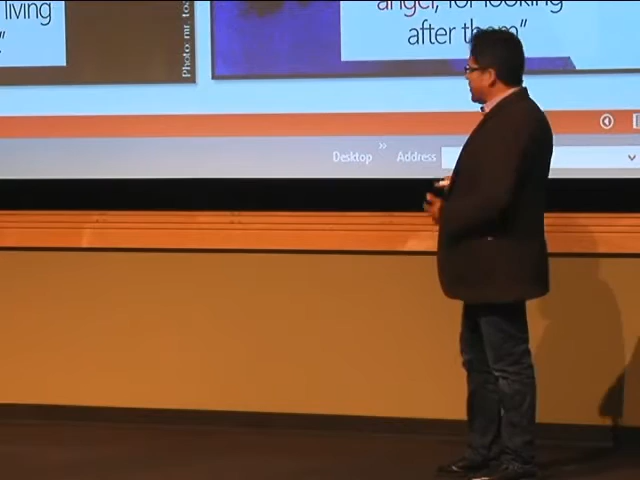 living
"
Photo: mr. to
angel, for looking
after them"
Desktop
»
Address